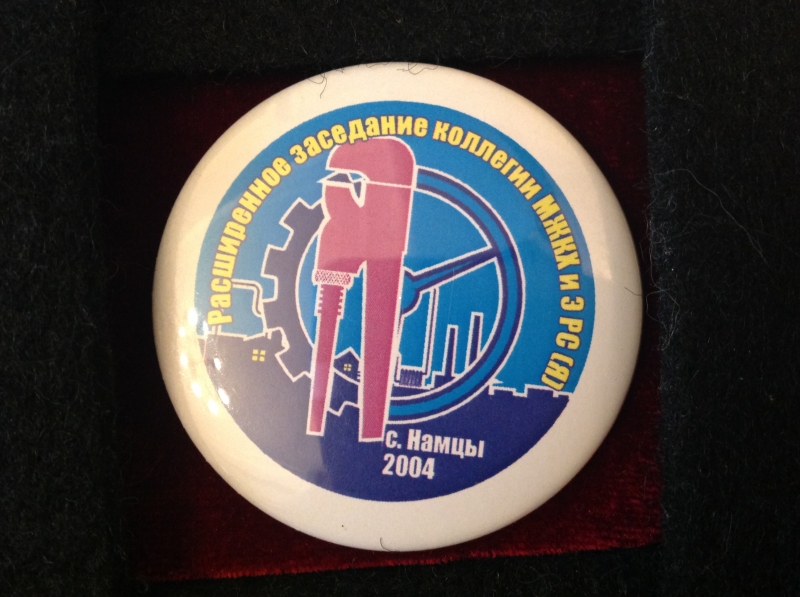 Расширенное заседание коллегии МЖКХ и Э РС (Я)
с. Намцы
2004